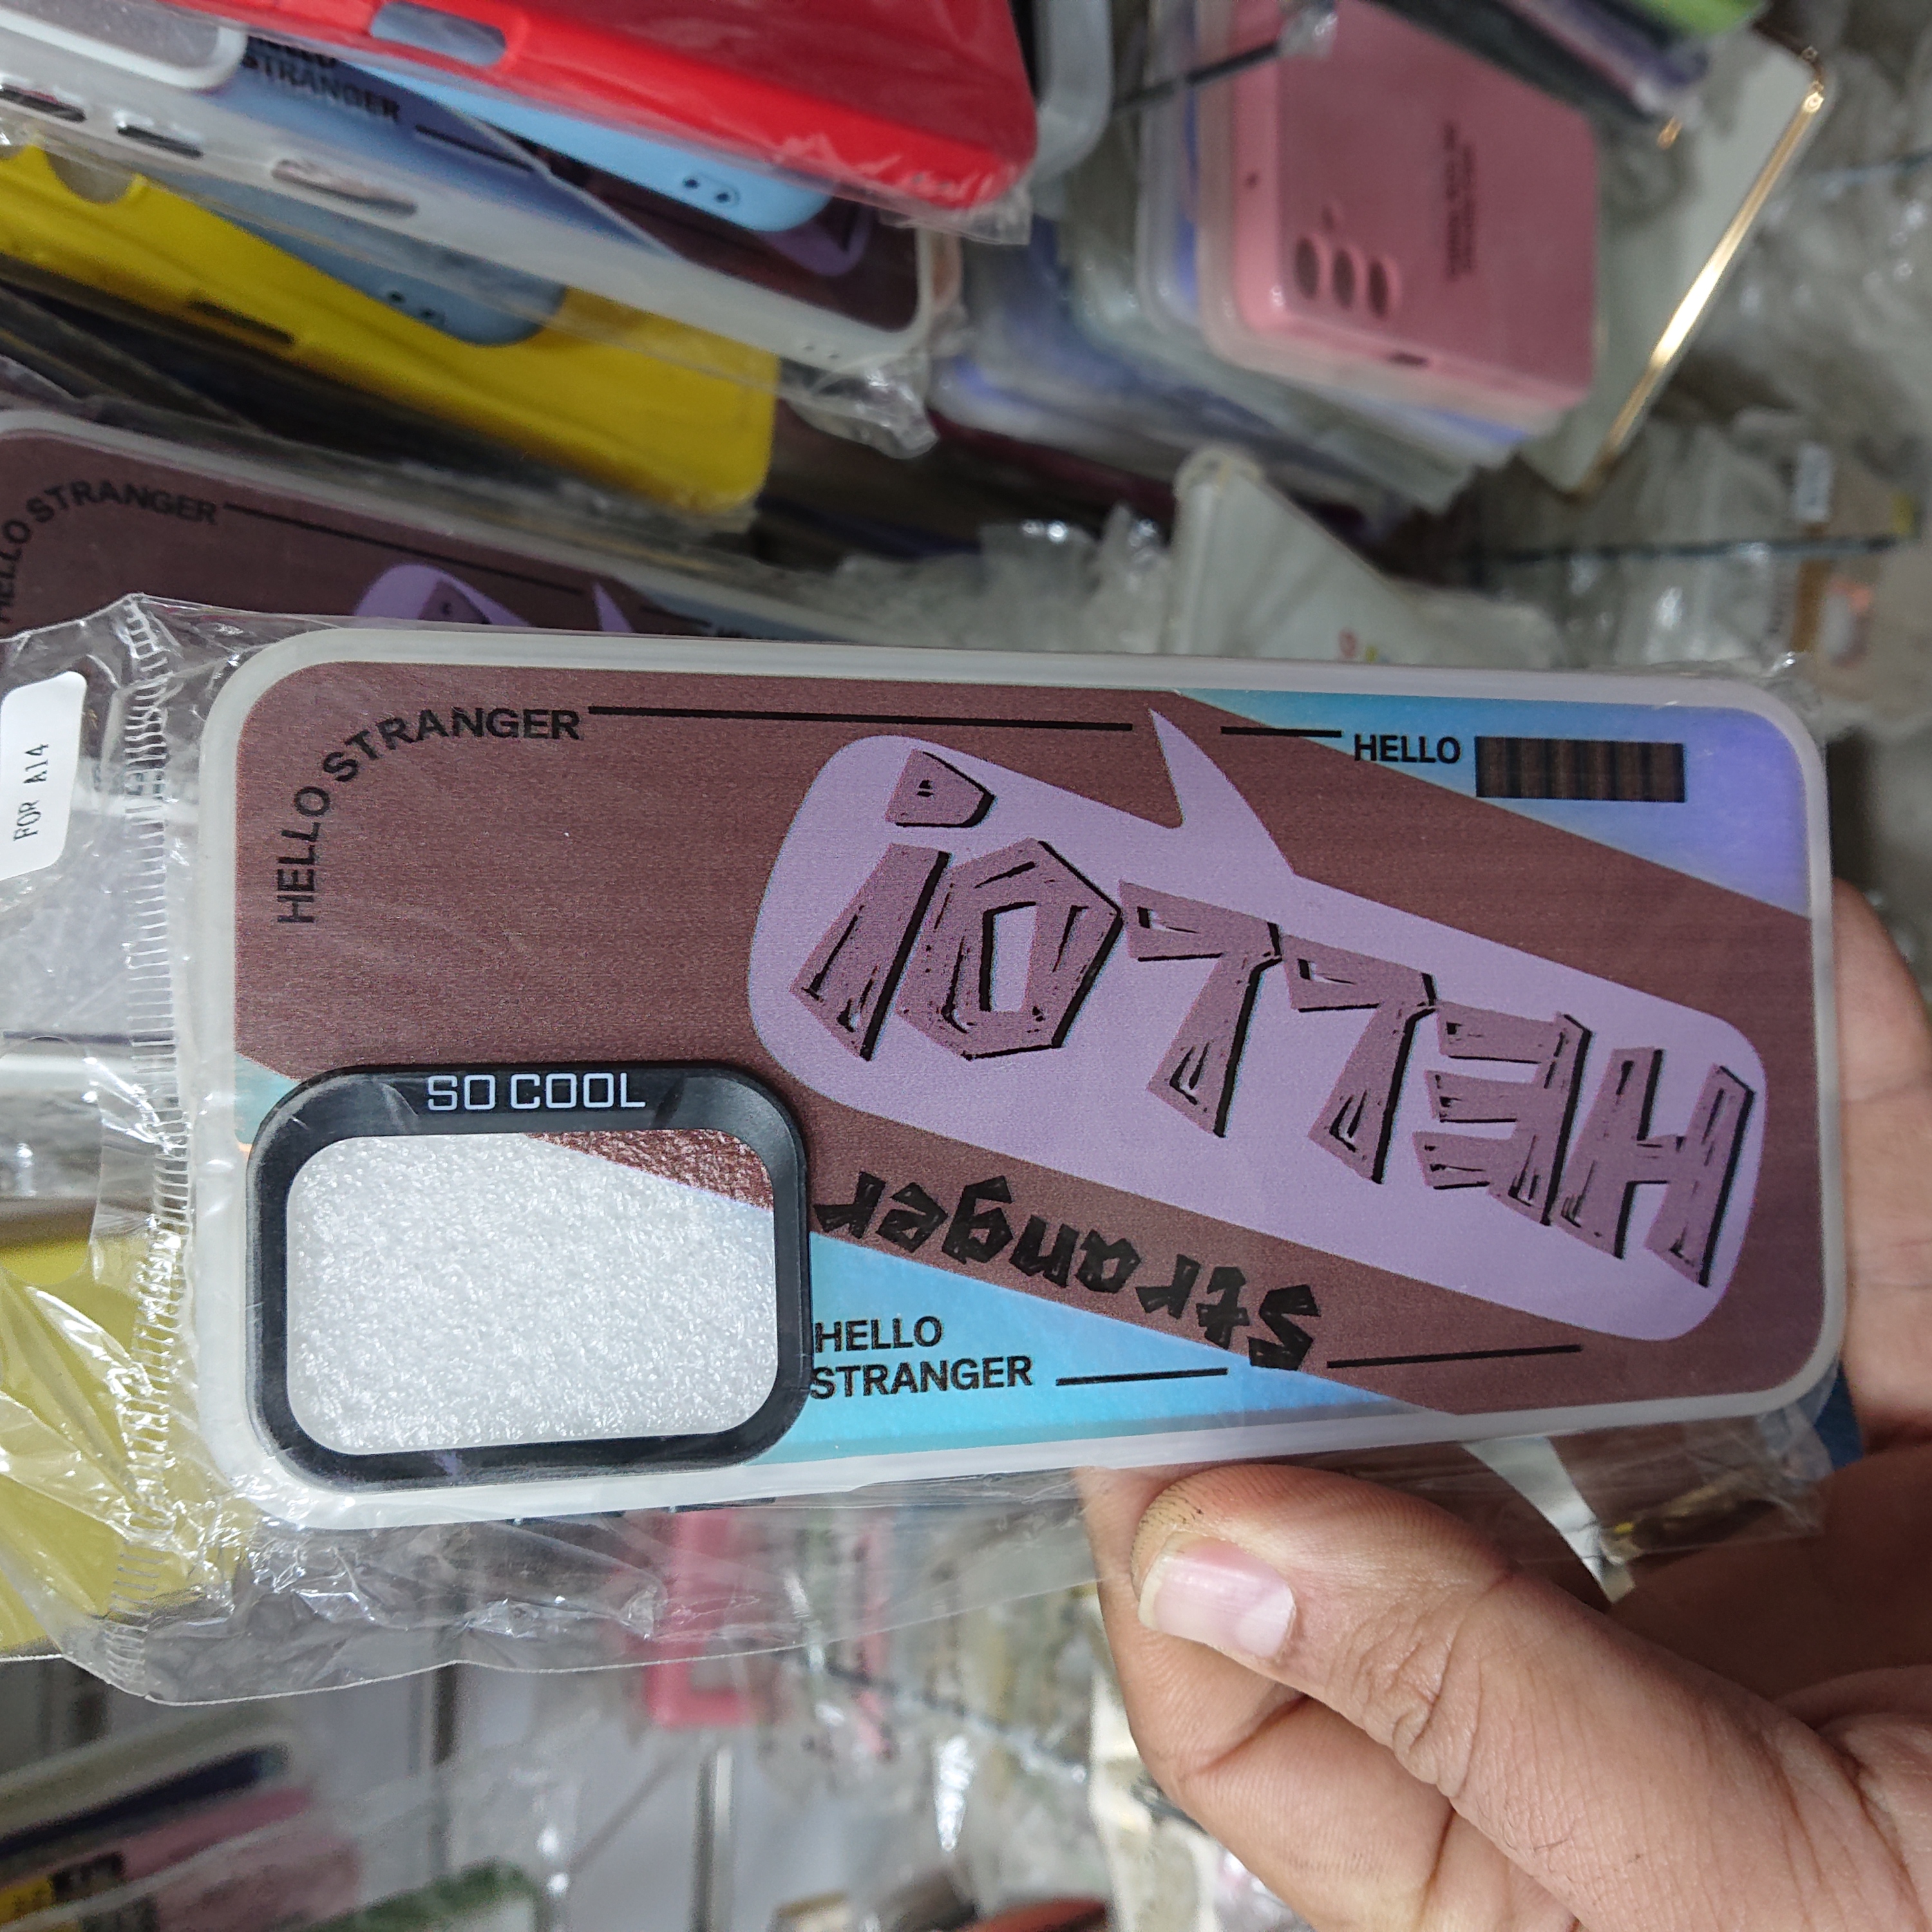 STRANGER
HELLO STRANGER
FOR A14
HELLO STRANGER
HELLO
HELLO!
Stranger
SO COOL
HELLO
STRANGER